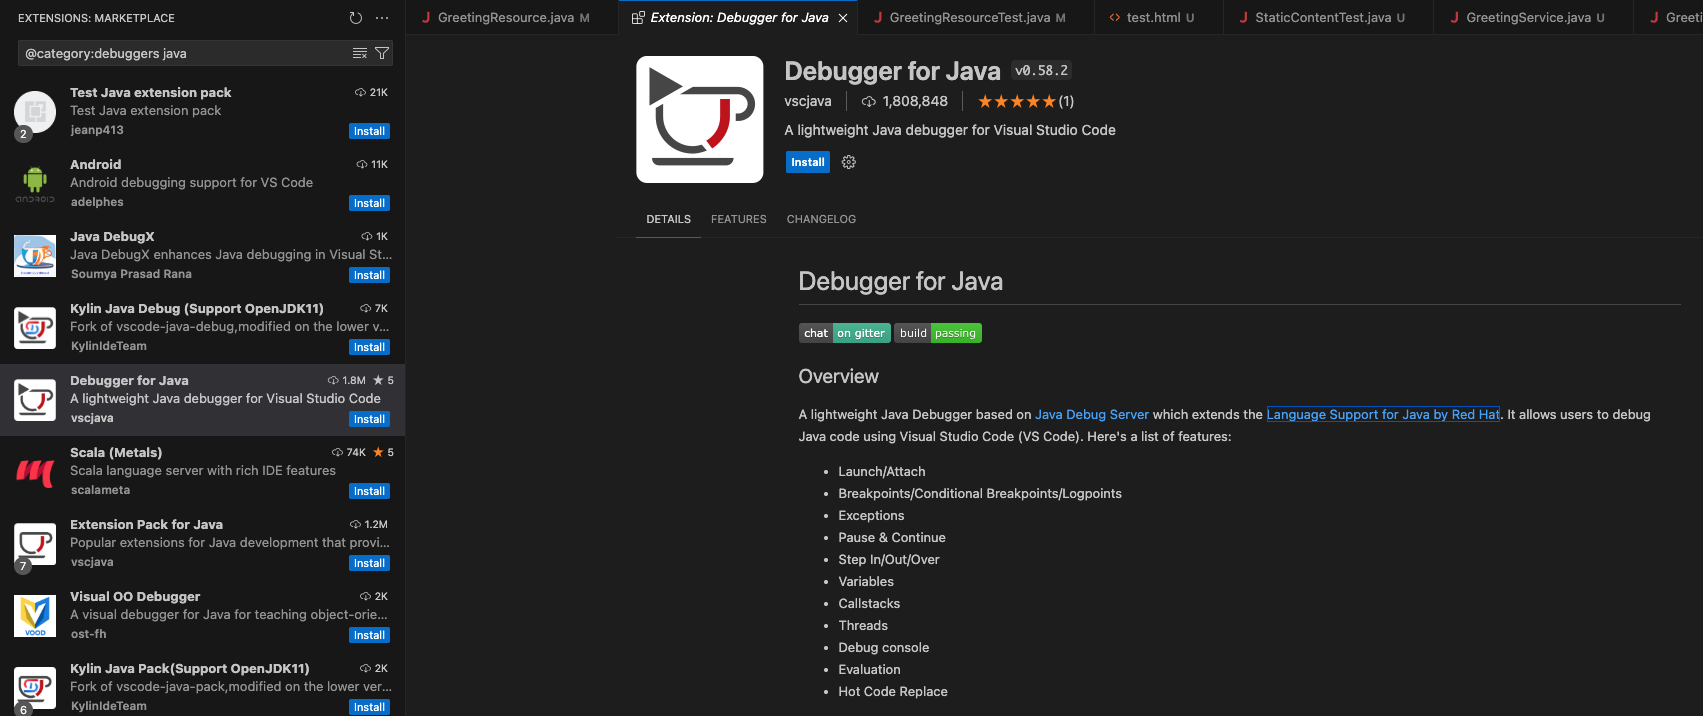 EXTENSIONS: MARKETPLACE
@category:debuggers java
Test Java extension pack 21K
Test Java extension pack
jeanp413 Install
2
Android 11K
Android debugging support for VS Code
adelphes Install
ANDROID
Java DebugX 1K
Java DebugX enhances Java debugging in Visual St...
Soumya Prasad Rana Install
Kylin Java Debug (Support OpenJDK11) 7K
Fork of vscode-java-debug,modified on the lower v...
KylinIdeTeam Install
Debugger for Java 1.8M ★ 5
A lightweight Java debugger for Visual Studio Code
vscjava Install
Scala (Metals) 74K ★ 5
Scala language server with rich IDE features
scalameta Install
Extension Pack for Java 1.2M
Popular extensions for Java development that provi...
vscjava Install
7
Visual OO Debugger 2K
A visual debugger for Java for teaching object-orie...
ost-fh Install
VOOD
Kylin Java Pack(Support OpenJDK11) 2K
Fork of vscode-java-pack,modified on the lower ver...
KylinIdeTeam Install
6
J GreetingResource.java M
Extension: Debugger for Java
J GreetingResourceTest.java M
<> test.html U
J StaticContentTest.java U
J GreetingService.java U
J Greeti
Debugger for Java v0.58.2
vscjava 1,808,848 ★★★★★(1)
A lightweight Java debugger for Visual Studio Code
Install
DETAILS FEATURES CHANGELOG
Debugger for Java
chat on gitter build passing
Overview
A lightweight Java Debugger based on Java Debug Server which extends the Language Support for Java by Red Hat. It allows users to debug
Java code using Visual Studio Code (VS Code). Here's a list of features:
• Launch/Attach
• Breakpoints/Conditional Breakpoints/Logpoints
• Exceptions
• Pause & Continue
• Step In/Out/Over
• Variables
• Callstacks
• Threads
• Debug console
• Evaluation
• Hot Code Replace